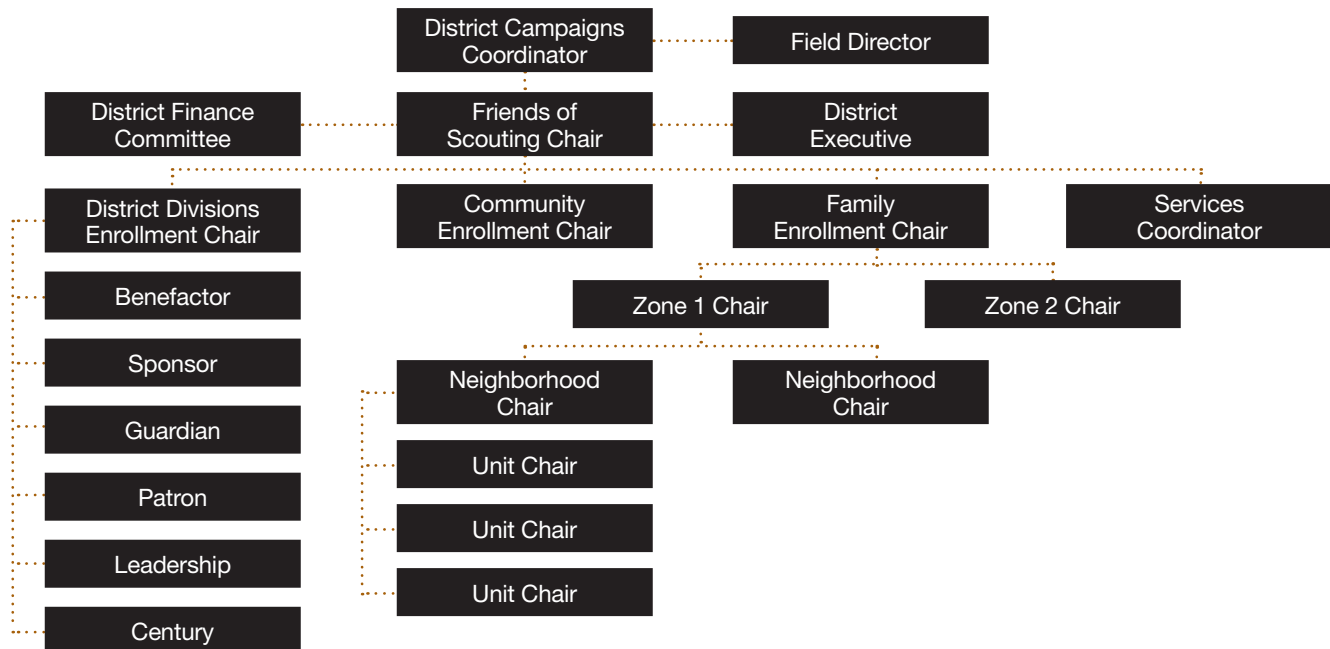 District Campaigns
Coordinator
Field Director
District Finance
Committee
Friends of
Scouting Chair
District
Executive
District Divisions
Enrollment Chair
Community
Enrollment Chair
Family
Enrollment Chair
Services
Coordinator
Benefactor
Zone 1 Chair
Zone 2 Chair
Sponsor
Neighborhood
Chair
Neighborhood
Chair
Guardian
Unit Chair
Patron
Unit Chair
Leadership
Unit Chair
Century